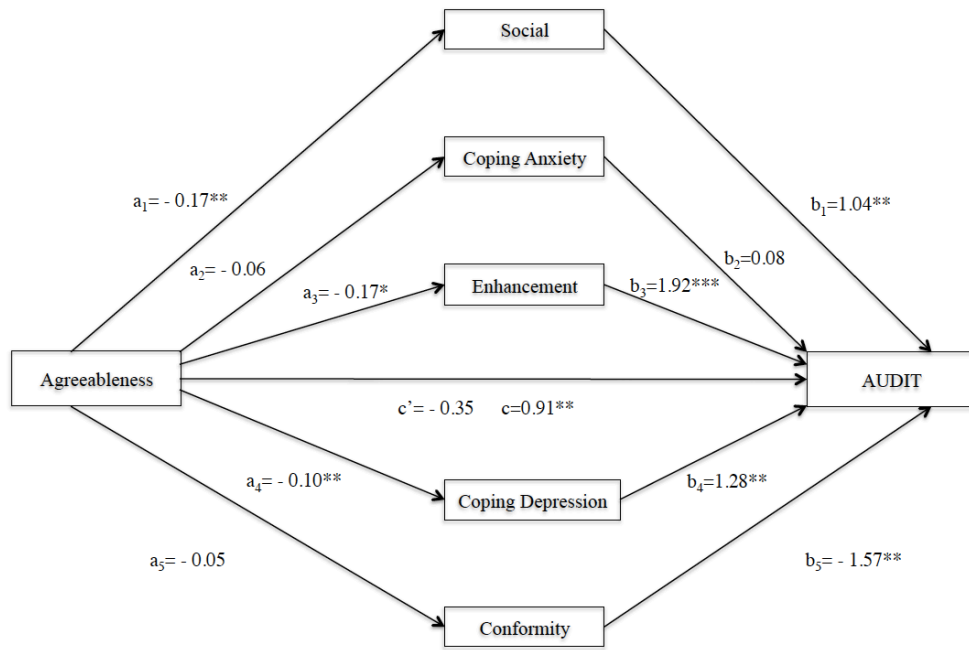 Social
Coping Anxiety
a₁= - 0.17**
b₁=1.04**
a₂= - 0.06
b₂=0.08
a₃= - 0.17*
Enhancement
b₃=1.92***
Agreeableness
AUDIT
c’= - 0.35 c=0.91**
a₄= - 0.10**
Coping Depression
b₄=1.28**
a₅= - 0.05
b₅= - 1.57**
Conformity